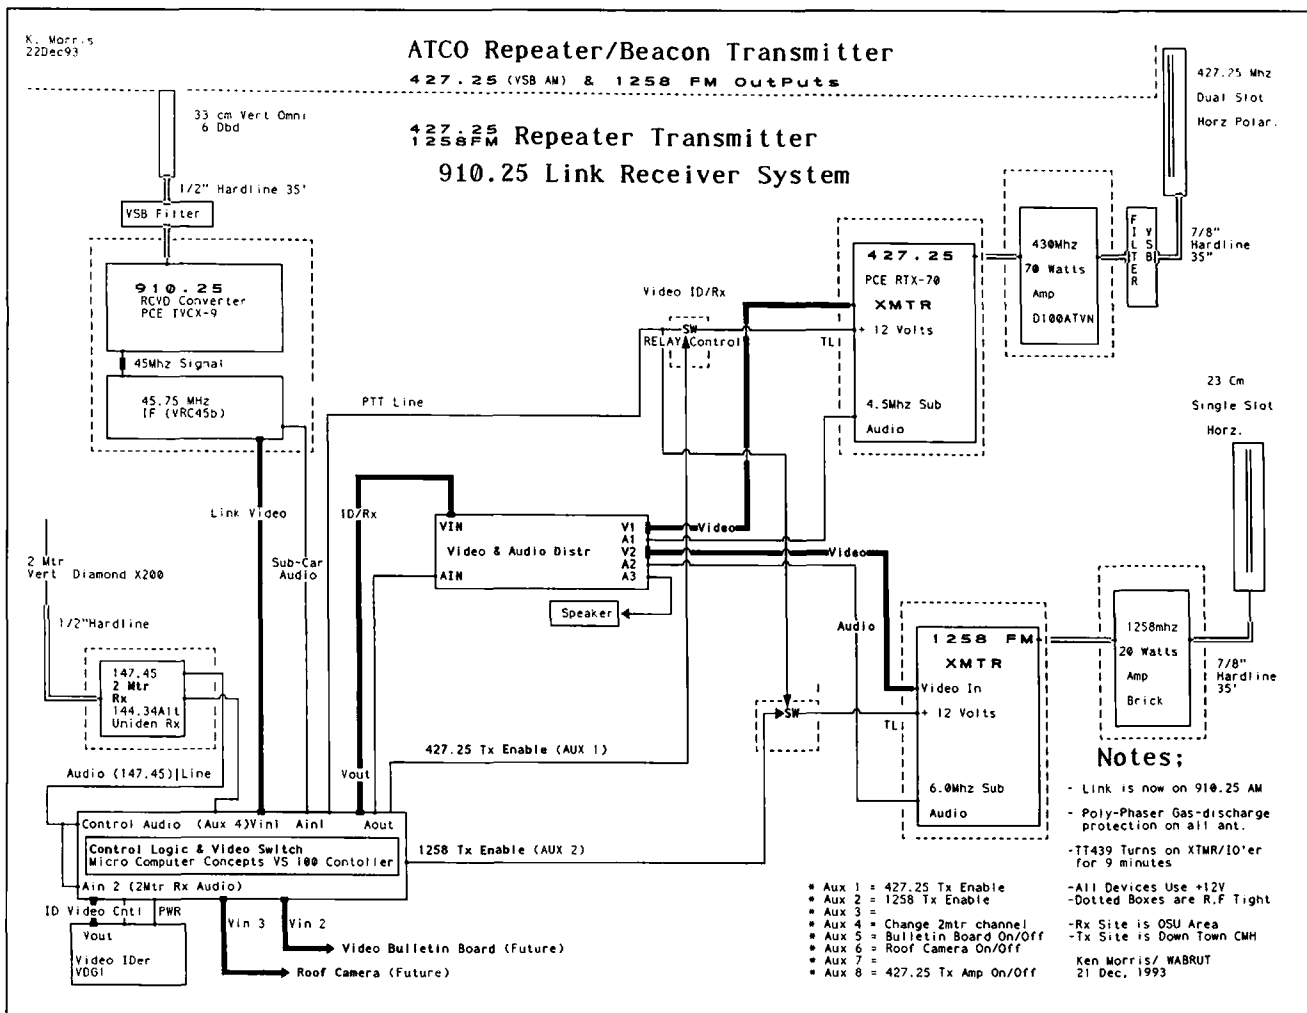 K. Morris
22Dec93
ATCO Repeater/Beacon Transmitter
427.25 (VSB AM) & 1258 FM OutPuts
427.25
1258FM Repeater Transmitter
910.25 Link Receiver System
33 cm Vert Omni
6 Dbd
1/2" Hardline 35'
VSB Filter
910.25
RCVD Converter
PCE TVCX-9
45Mhz Signal
45.75 MHz
IF (VRC45b)
427.25 Mhz
Dual Slot
Horz Polar.
7/8"
Hardline
35"
FILTER
VSB
430Mhz
70 Watts
Amp
D100ATVN
427.25
PCE RTX-70
XMTR
+ 12 Volts
TL
4.5Mhz Sub
Audio
Video ID/Rx
SW
RELAY Control
PTT Line
23 Cm
Single Slot
Horz.
Link Video
ID/Rx
Sub-Car
Audio
VIN
Video & Audio Distr
AIN
V1
A1
V2
A2
A3
Video
Video
Speaker
Audio
2 Mtr
Vert Diamond X200
1/2"Hardline
147.45
2 Mtr
Rx
144.34Alt
Uniden Rx
Audio (147.45)|Line
1258 FM
XMTR
Video In
+ 12 Volts
TL
6.0Mhz Sub
Audio
SW
1258mhz
20 Watts
Amp
Brick
7/8"
Hardline
35'
427.25 Tx Enable (AUX 1)
Vout
Control Audio (Aux 4) Vin1 Ain1 Aout
Control Logic & Video Switch
Micro Computer Concepts VS 100 Contoller
Ain 2 (2Mtr Rx Audio)
1258 Tx Enable (AUX 2)
ID Video Cntl PWR
Vin 3 Vin 2
Vout
Video IDer
VDG1
Video Bulletin Board (Future)
Roof Camera (Future)
* Aux 1 = 427.25 Tx Enable
* Aux 2 = 1258 Tx Enable
* Aux 3 =
* Aux 4 = Change 2mtr channel
* Aux 5 = Bulletin Board On/Off
* Aux 6 = Roof Camera On/Off
* Aux 7 =
* Aux 8 = 427.25 Tx Amp On/Off
Notes;
- Link is now on 910.25 AM
- Poly-Phaser Gas-discharge
protection on all ant.
-TT439 Turns on XTMR/IO'er
for 9 minutes
-All Devices Use +12V
-Dotted Boxes are R.F Tight
-Rx Site is OSU Area
-Tx Site is Down Town CMH
Ken Morris/ WA8RUT
21 Dec, 1993